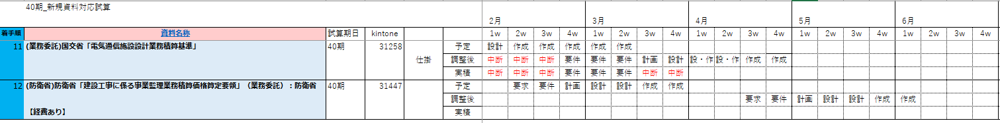 40期_新規資料対応試算
2月 3月 4月 5月 6月
着手順 資料名称 試算期日 kintone 1w 2w 3w 4w 1w 2w 3w 4w 1w 2w 3w 4w 1w 2w 3w 4w 1w 2w 3w 4w
11 (業務委託)国交省「電気通信施設設計業務積算基準」 40期 31258 予定 設計 作成 作成 作成 作成 作成
仕掛 調整後 中断 中断 中断 要件 要件 要件 計画 設計 設・作 設・作 作成 作成
実積 中断 中断 中断 要件 要件 要件 中断 中断
12 (防衛省)防衛省「建設工事に係る事業監理業務積算価格算定要領」（業務委託）：防衛省 40期 31447 予定 要求 要件 計画 設計 設計 作成 作成
調整後 要求 要件 計画 設計 設計 作成 作成
【経費あり】 実積